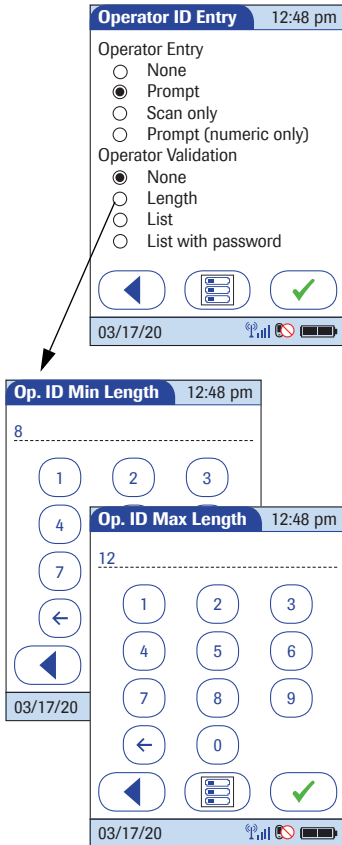 Operator ID Entry 12:48 pm
Operator Entry
None
Prompt
Scan only
Prompt (numeric only)
Operator Validation
None
Length
List
List with password
03/17/20
Op. ID Min Length 12:48 pm
8
1 2 3
4
7
←
03/17/20
Op. ID Max Length 12:48 pm
12
1 2 3
4 5 6
7 8 9
← 0
03/17/20